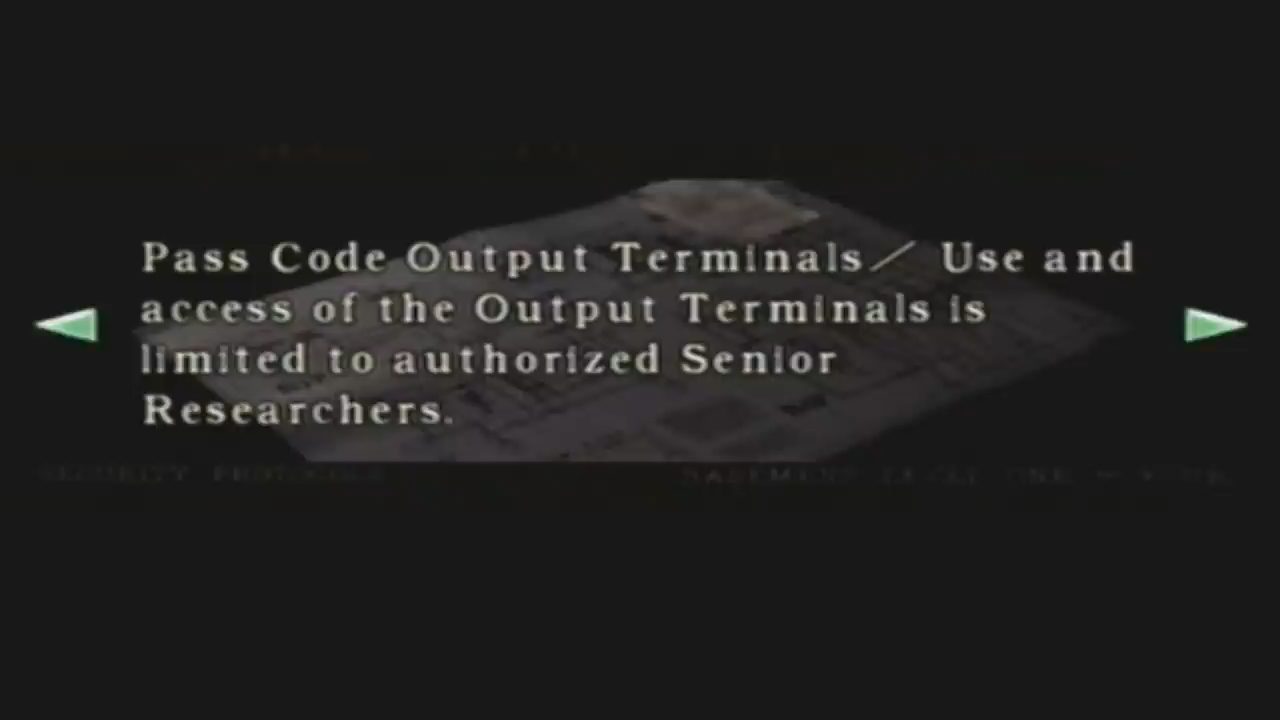 Pass Code Output Terminals／ Use and
access of the Output Terminals is
limited to authorized Senior
Researchers.